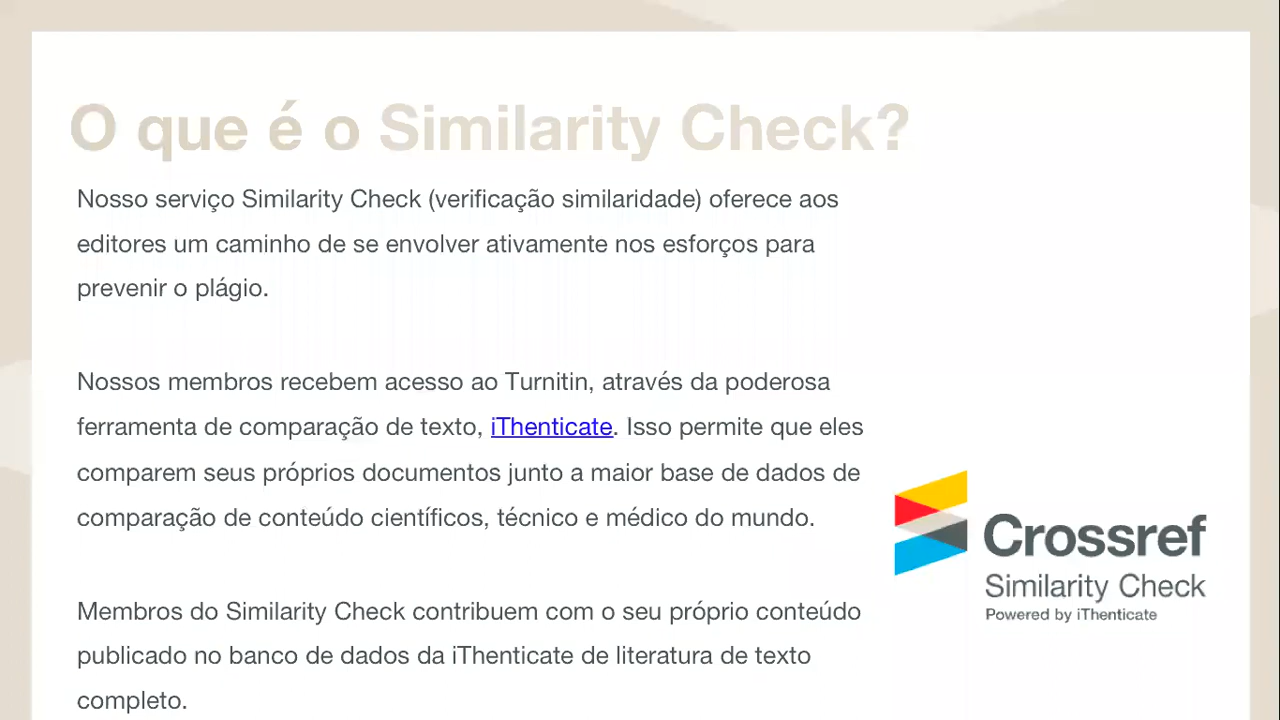 O que é o Similarity Check?
Nosso serviço Similarity Check (verificação similaridade) oferece aos
editores um caminho de se envolver ativamente nos esforços para
prevenir o plágio.
Nossos membros recebem acesso ao Turnitin, através da poderosa
ferramenta de comparação de texto, iThenticate. Isso permite que eles
comparem seus próprios documentos junto a maior base de dados de
comparação de conteúdo científicos, técnico e médico do mundo.
Membros do Similarity Check contribuem com o seu próprio conteúdo
publicado no banco de dados da iThenticate de literatura de texto
completo.
Crossref
Similarity Check
Powered by iThenticate